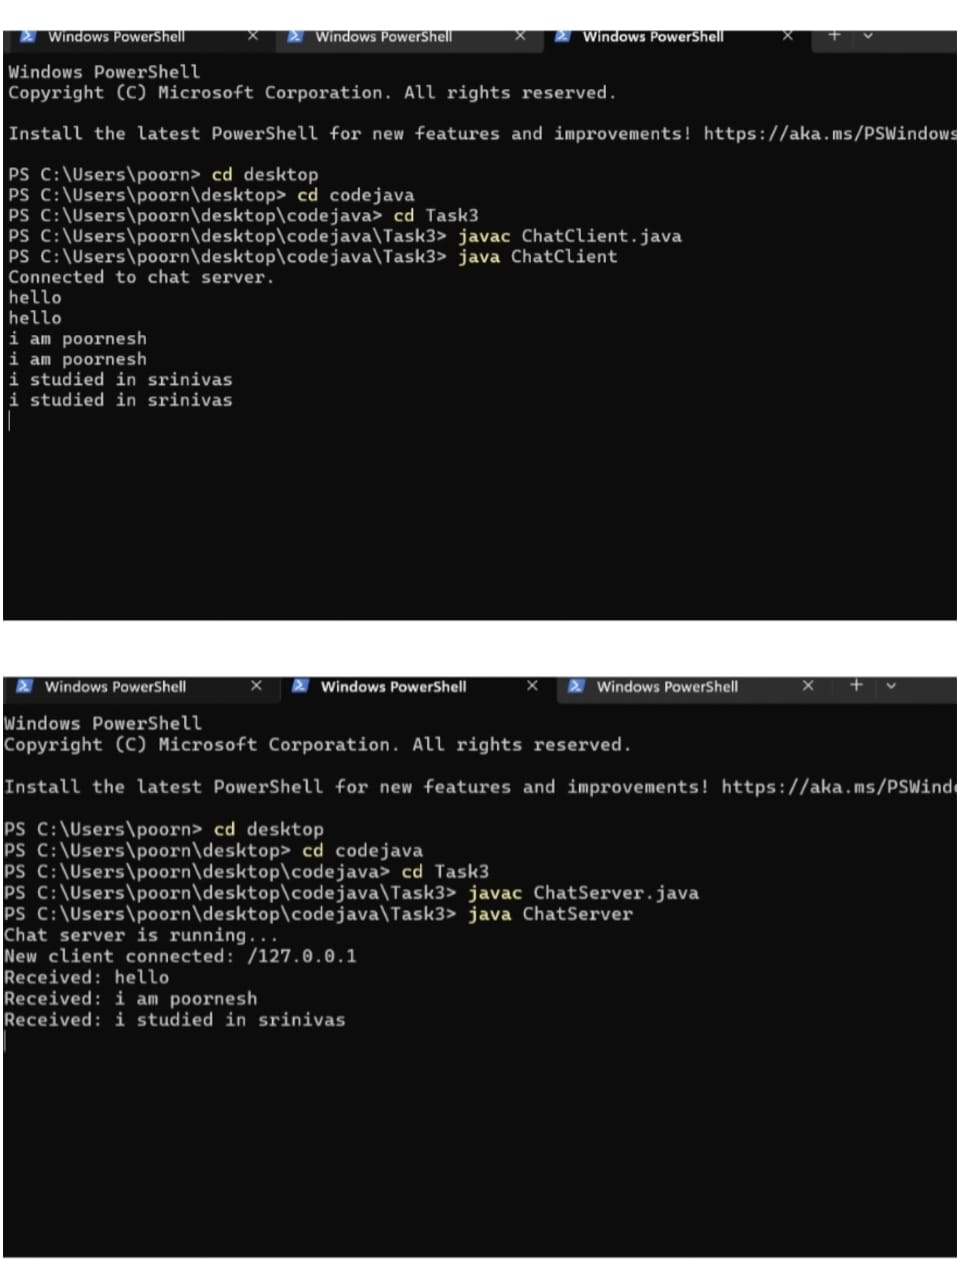 Windows PowerShell × Windows PowerShell × Windows PowerShell × + ⌄
Windows PowerShell
Copyright (C) Microsoft Corporation. All rights reserved.
Install the latest PowerShell for new features and improvements! https://aka.ms/PSWindows
PS C:\Users\poorn> cd desktop
PS C:\Users\poorn\desktop> cd codejava
PS C:\Users\poorn\desktop\codejava> cd Task3
PS C:\Users\poorn\desktop\codejava\Task3> javac ChatClient.java
PS C:\Users\poorn\desktop\codejava\Task3> java ChatClient
Connected to chat server.
hello
hello
i am poornesh
i am poornesh
i studied in srinivas
i studied in srinivas
Windows PowerShell × Windows PowerShell × Windows PowerShell × + ⌄
Windows PowerShell
Copyright (C) Microsoft Corporation. All rights reserved.
Install the latest PowerShell for new features and improvements! https://aka.ms/PSWind
PS C:\Users\poorn> cd desktop
PS C:\Users\poorn\desktop> cd codejava
PS C:\Users\poorn\desktop\codejava> cd Task3
PS C:\Users\poorn\desktop\codejava\Task3> javac ChatServer.java
PS C:\Users\poorn\desktop\codejava\Task3> java ChatServer
Chat server is running...
New client connected: /127.0.0.1
Received: hello
Received: i am poornesh
Received: i studied in srinivas